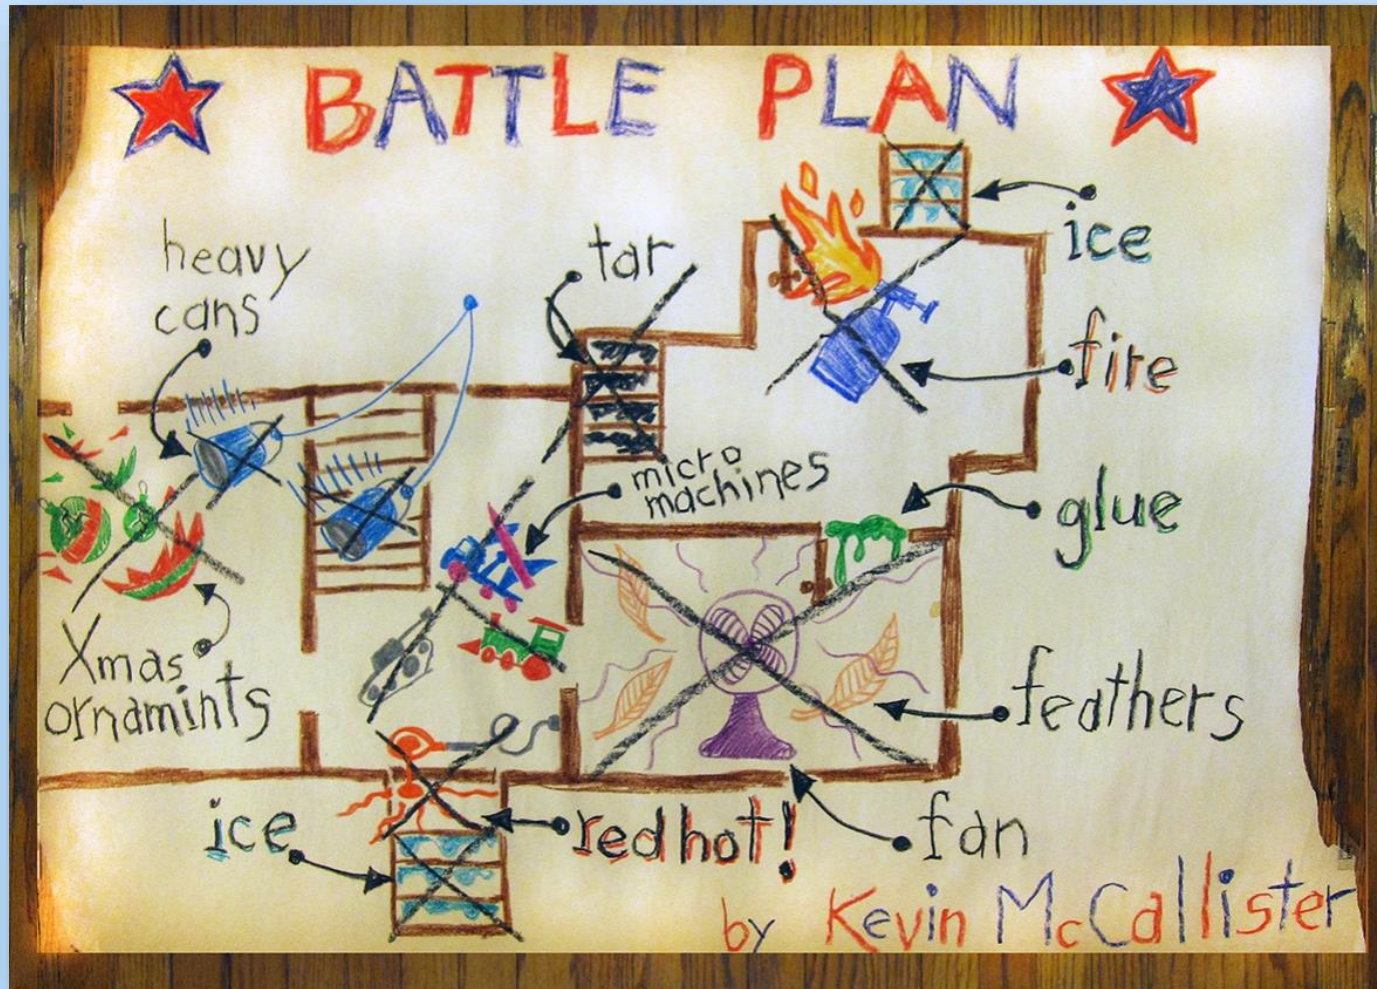 BATTLE PLAN
ice
tar
heavy
cans
fire
micro
machines
glue
Xmas
ornamints
feathers
ice
red hot!
fan
by Kevin McCallister